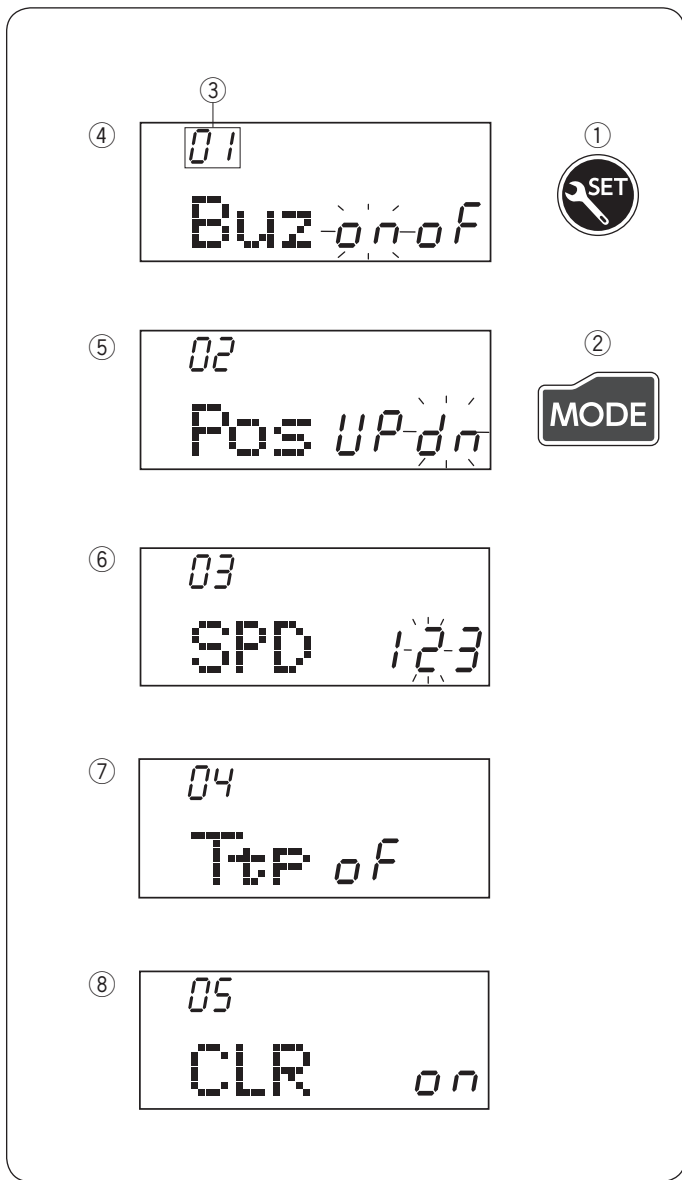 ③
④
01
Buz on oF
①
SET
⑤
02
Pos UP dn
②
MODE
⑥
03
SPD 1 2 3
⑦
04
Ttp oF
⑧
05
CLR on